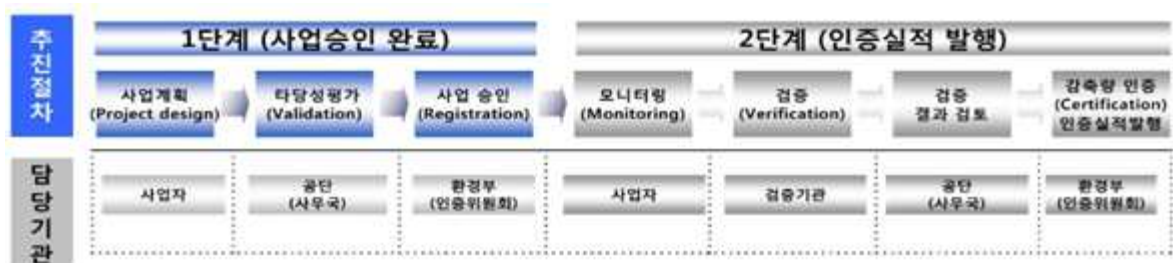 추진절차
1단계 (사업승인 완료)
2단계 (인증실적 발행)
사업계획
(Project design)
타당성평가
(Validation)
사업 승인
(Registration)
모니터링
(Monitoring)
검증
(Verification)
검증
결과 검토
감축량 인증
(Certification)
인증실적발행
담당기관
사업자
공단
(사무국)
환경부
(인증위원회)
사업자
검증기관
공단
(사무국)
환경부
(인증위원회)